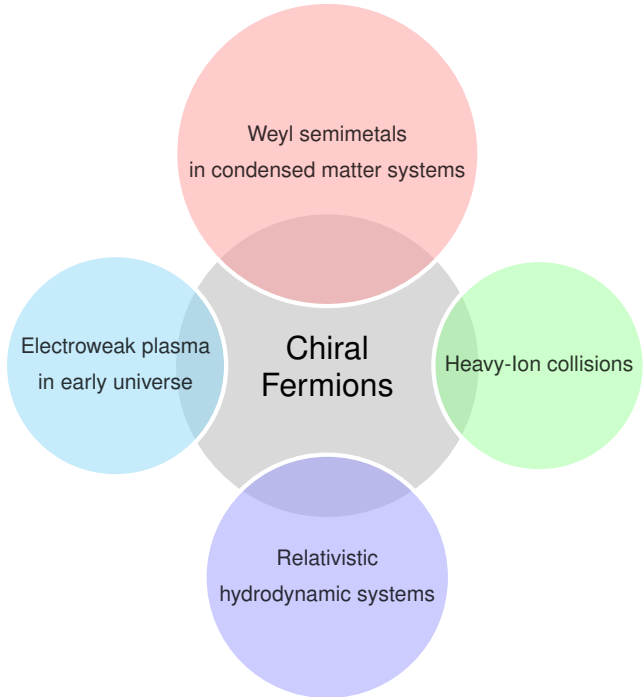 Weyl semimetals
in condensed matter systems
Electroweak plasma
in early universe
Chiral
Fermions
Heavy-Ion collisions
Relativistic
hydrodynamic systems